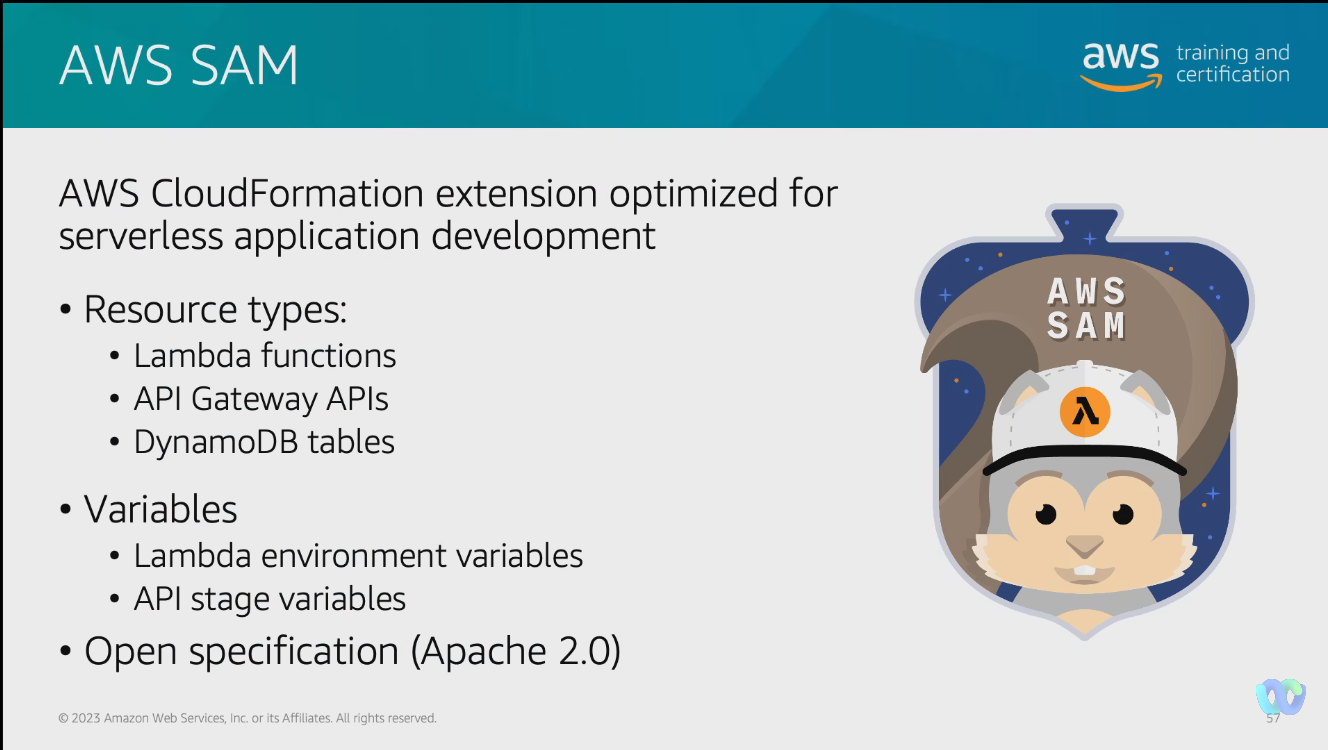 AWS SAM
aws training and
certification
AWS CloudFormation extension optimized for
serverless application development
• Resource types:
• Lambda functions
• API Gateway APIs
• DynamoDB tables
• Variables
• Lambda environment variables
• API stage variables
• Open specification (Apache 2.0)
AWS
SAM
λ
© 2023 Amazon Web Services, Inc. or its Affiliates. All rights reserved.
57